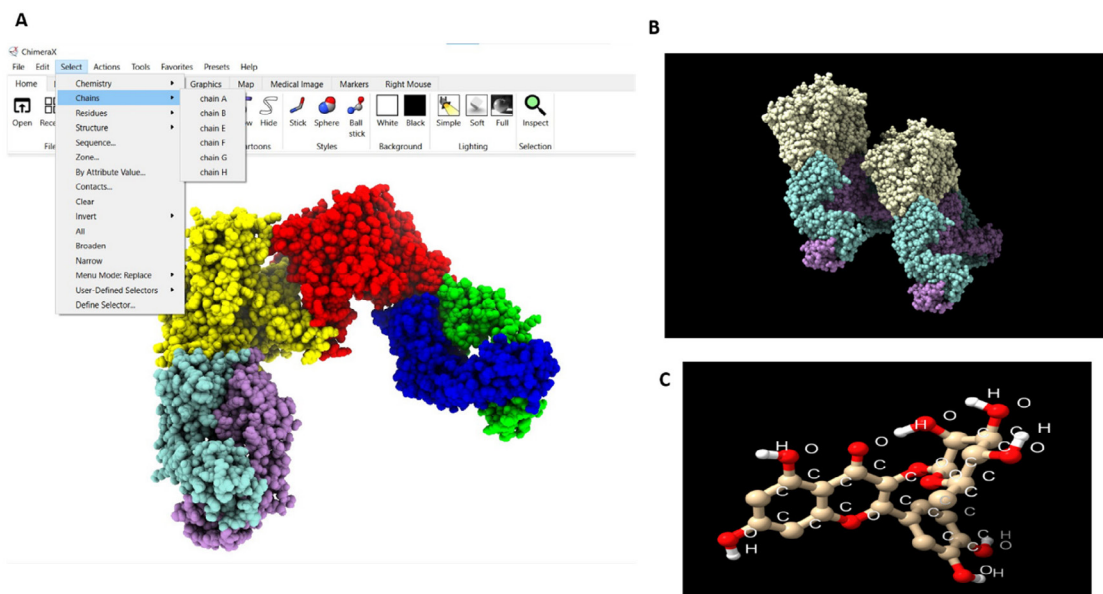 A
ChimeraX
File Edit Select Actions Tools Favorites Presets Help
Home Graphics Map Medical Image Markers Right Mouse
Chemistry
Chains
Residues
Structure
Sequence...
Zone...
By Attribute Value...
Contacts...
Clear
Invert
All
Broaden
Narrow
Menu Mode: Replace
User-Defined Selectors
Define Selector...
chain A
chain B
chain E
chain F
chain G
chain H
Open Hide Stick Sphere Ball stick White Black Simple Soft Full Inspect
Styles Background Lighting Selection
B
C
H O
H O
H O H
C C O
H O O
C C C O C C
C C C C C
C C O C C C
O H
C H
C O
O H